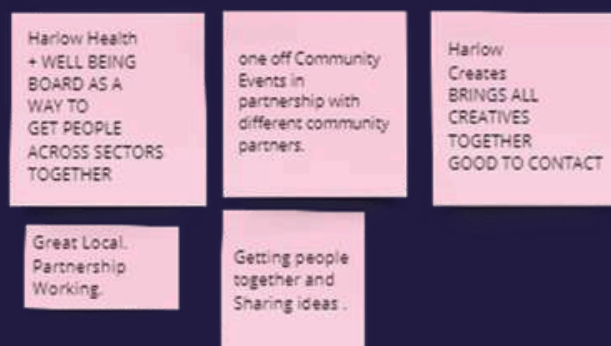 Harlow Health
+ WELL BEING
BOARD AS A
WAY TO
GET PEOPLE
ACROSS SECTORS
TOGETHER
one off Community
Events in
partnership with
different community
partners.
Harlow
Creates
BRINGS ALL
CREATIVES
TOGETHER
GOOD TO CONTACT
Great Local.
Partnership
Working.
Getting people
together and
Sharing ideas .